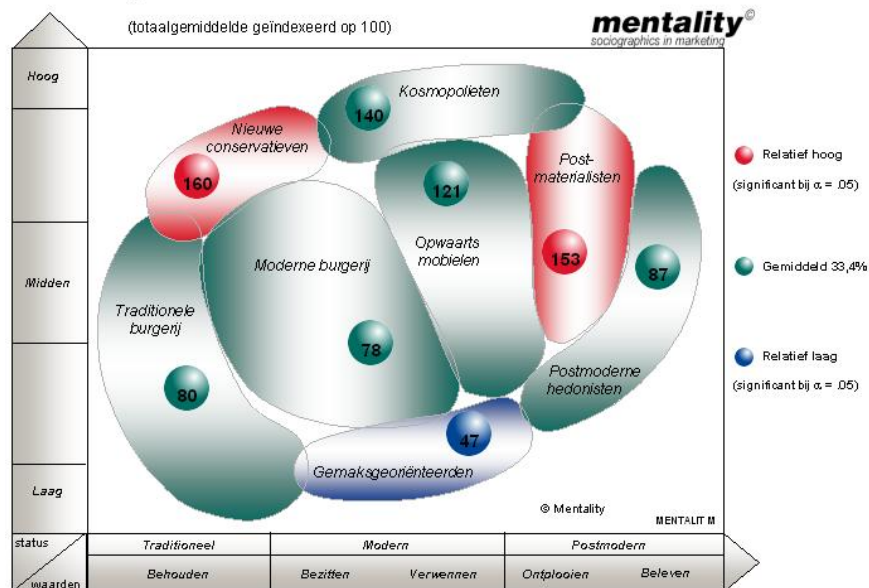 (totaalgemiddelde geïndexeerd op 100)
mentality©
sociographics in marketing
Hoog
Midden
Laag
Kosmopolieten
140
Nieuwe
conservatieven
160
Post-
materialisten
153
121
Opwaarts
mobielen
Moderne burgerij
78
87
Postmoderne
hedonisten
Traditionele
burgerij
80
47
Gemaksgeoriënteerden
Relatief hoog
(significant bij α = .05)
Gemiddeld 33,4%
Relatief laag
(significant bij α = .05)
© Mentality
MENTALIT M
status
waarden
Traditioneel
Modern
Postmodern
Behouden
Bezitten
Verwennen
Ontplooien
Beleven